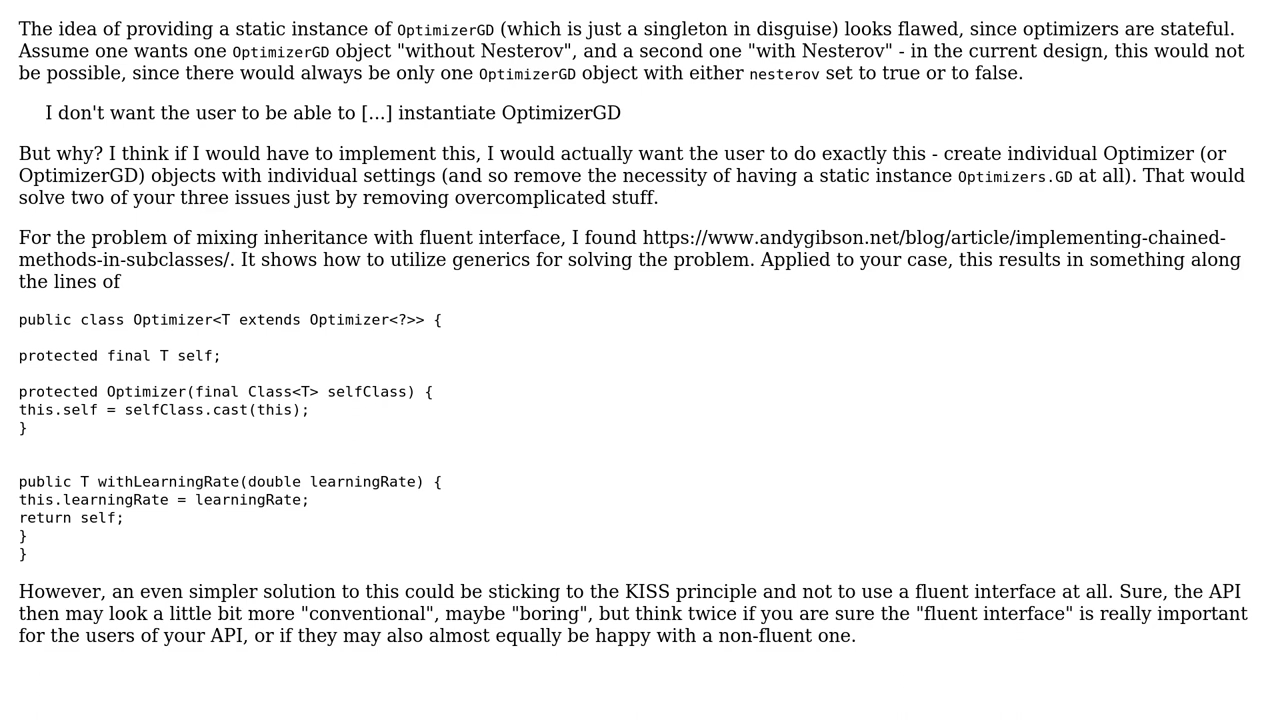 The idea of providing a static instance of OptimizerGD (which is just a singleton in disguise) looks flawed, since optimizers are stateful.
Assume one wants one OptimizerGD object "without Nesterov", and a second one "with Nesterov" - in the current design, this would not
be possible, since there would always be only one OptimizerGD object with either nesterov set to true or to false.
I don't want the user to be able to [...] instantiate OptimizerGD
But why? I think if I would have to implement this, I would actually want the user to do exactly this - create individual Optimizer (or
OptimizerGD) objects with individual settings (and so remove the necessity of having a static instance Optimizers.GD at all). That would
solve two of your three issues just by removing overcomplicated stuff.
For the problem of mixing inheritance with fluent interface, I found https://www.andygibson.net/blog/article/implementing-chained-
methods-in-subclasses/. It shows how to utilize generics for solving the problem. Applied to your case, this results in something along
the lines of
public class Optimizer<T extends Optimizer<?>> {
protected final T self;
protected Optimizer(final Class<T> selfClass) {
this.self = selfClass.cast(this);
}
public T withLearningRate(double learningRate) {
this.learningRate = learningRate;
return self;
}
}
However, an even simpler solution to this could be sticking to the KISS principle and not to use a fluent interface at all. Sure, the API
then may look a little bit more "conventional", maybe "boring", but think twice if you are sure the "fluent interface" is really important
for the users of your API, or if they may also almost equally be happy with a non-fluent one.